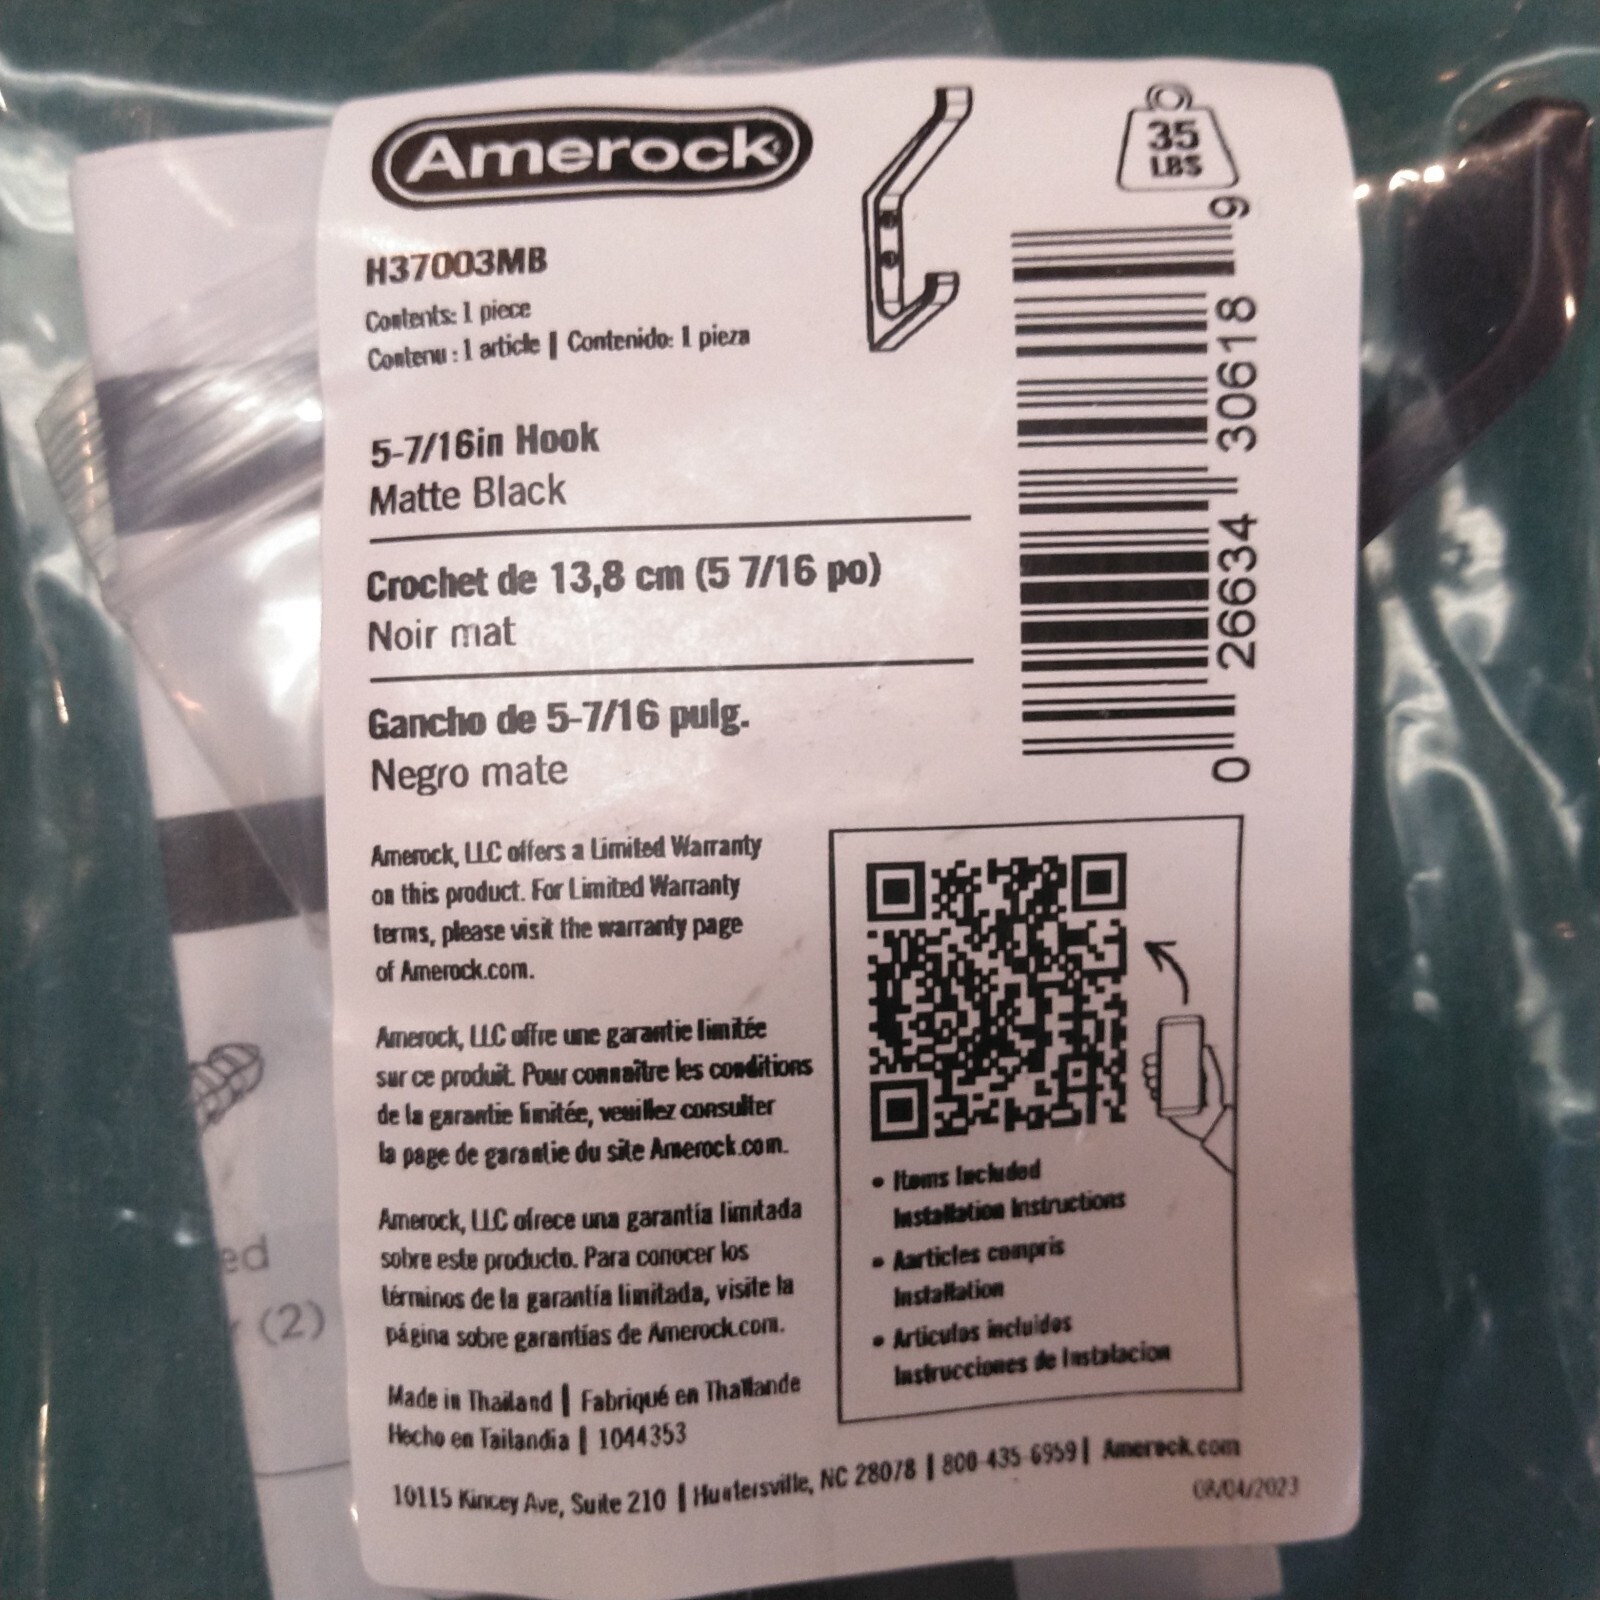 Amerock
35
LBS
H37003MB
Contents: 1 piece
Contenu : 1 article | Contenido: 1 pieza
5-7/16in Hook
Matte Black
Crochet de 13,8 cm (5 7/16 po)
Noir mat
Gancho de 5-7/16 pulg.
Negro mate
0 26634 30618 9
Amerock, LLC offers a Limited Warranty
on this product. For Limited Warranty
terms, please visit the warranty page
of Amerock.com.
Amerock, LLC offre une garantie limitée
sur ce produit. Pour connaître les conditions
de la garantie limitée, veuillez consulter
la page de garantie du site Amerock.com.
Amerock, LLC ofrece una garantía limitada
sobre este producto. Para conocer los
términos de la garantía limitada, visite la
página sobre garantías de Amerock.com.
Made in Thailand | Fabriqué en Thaïlande
Hecho en Tailandia | 1044353
• Items Included
Installation Instructions
• Aarticles compris
Installation
• Articulos incluidos
Instrucciones de Instalacion
10115 Kincey Ave, Suite 210 | Huntersville, NC 28078 | 800-435-6959 | Amerock.com
08/04/2023
ed
(2)